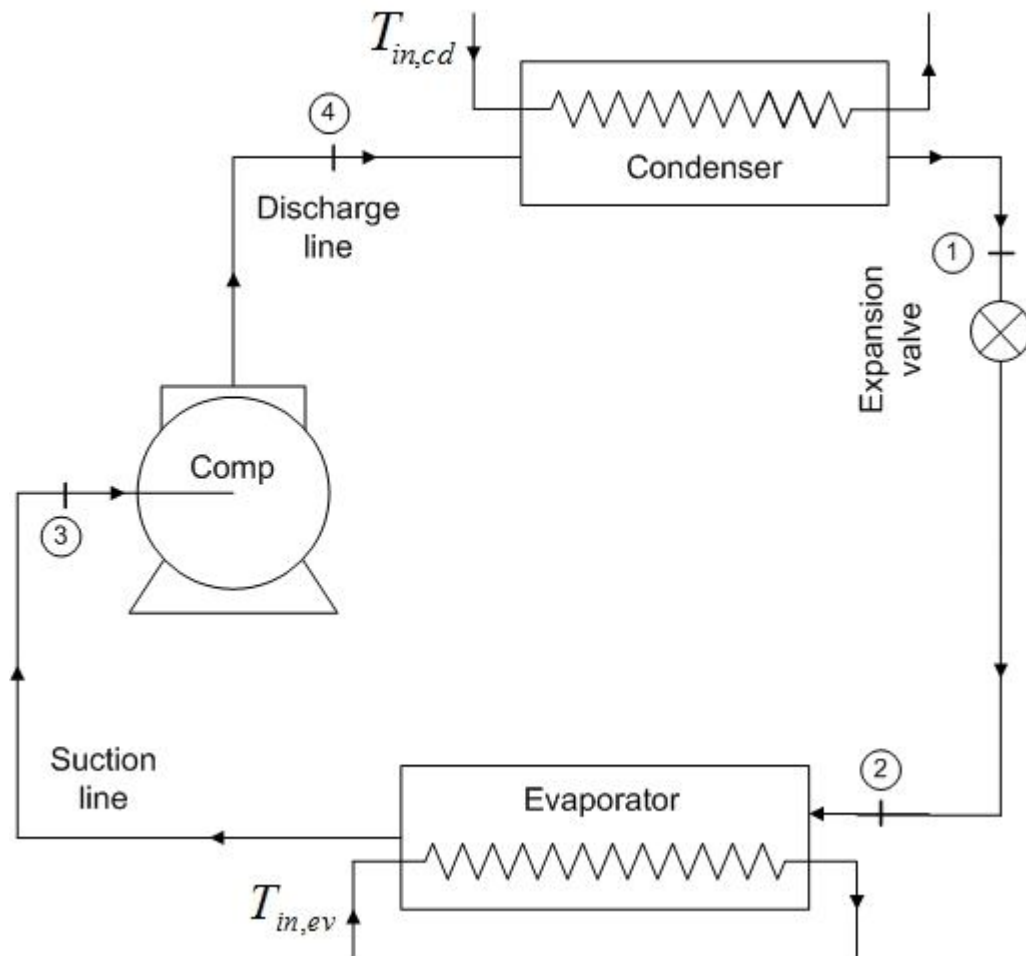 T_in,cd
4
Condenser
Discharge
line
1
Expansion
valve
Comp
3
Suction
line
Evaporator
2
T_in,ev